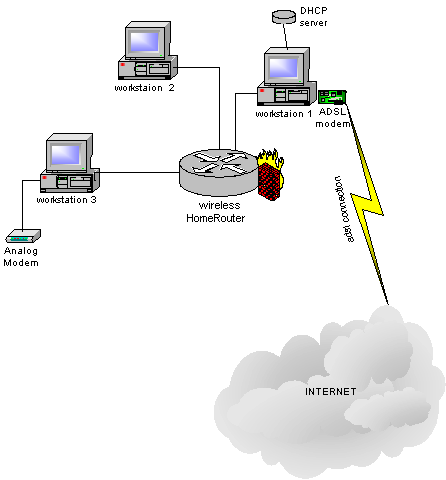 DHCP
server
workstaion 2
workstaion 1
ADSL
modem
workstation 3
wireless
HomeRouter
adsl connection
Analog
Modem
INTERNET